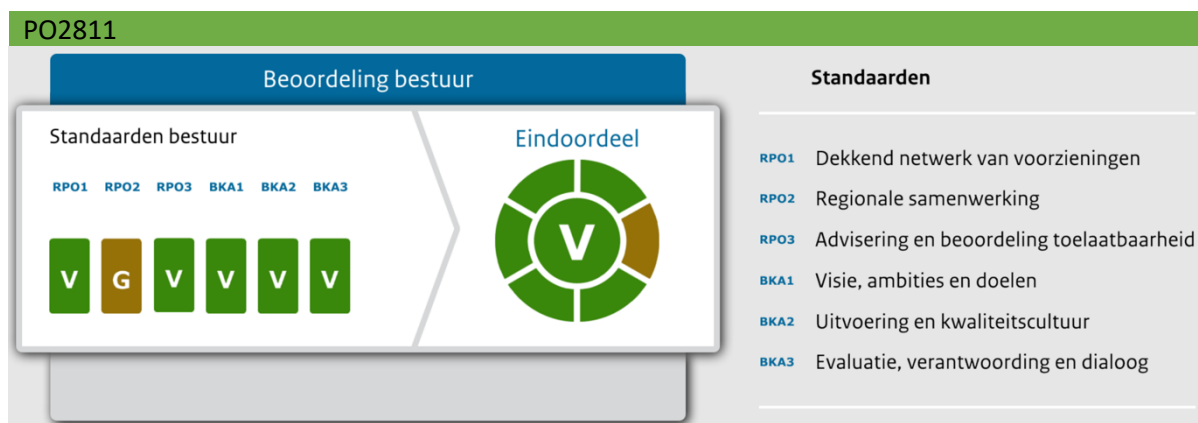 PO2811
Beoordeling bestuur
Standaarden bestuur
RPO1 RPO2 RPO3 BKA1 BKA2 BKA3
V G V V V V
Eindoordeel
V
Standaarden
RPO1 Dekkend netwerk van voorzieningen
RPO2 Regionale samenwerking
RPO3 Advisering en beoordeling toelaatbaarheid
BKA1 Visie, ambities en doelen
BKA2 Uitvoering en kwaliteitscultuur
BKA3 Evaluatie, verantwoording en dialoog